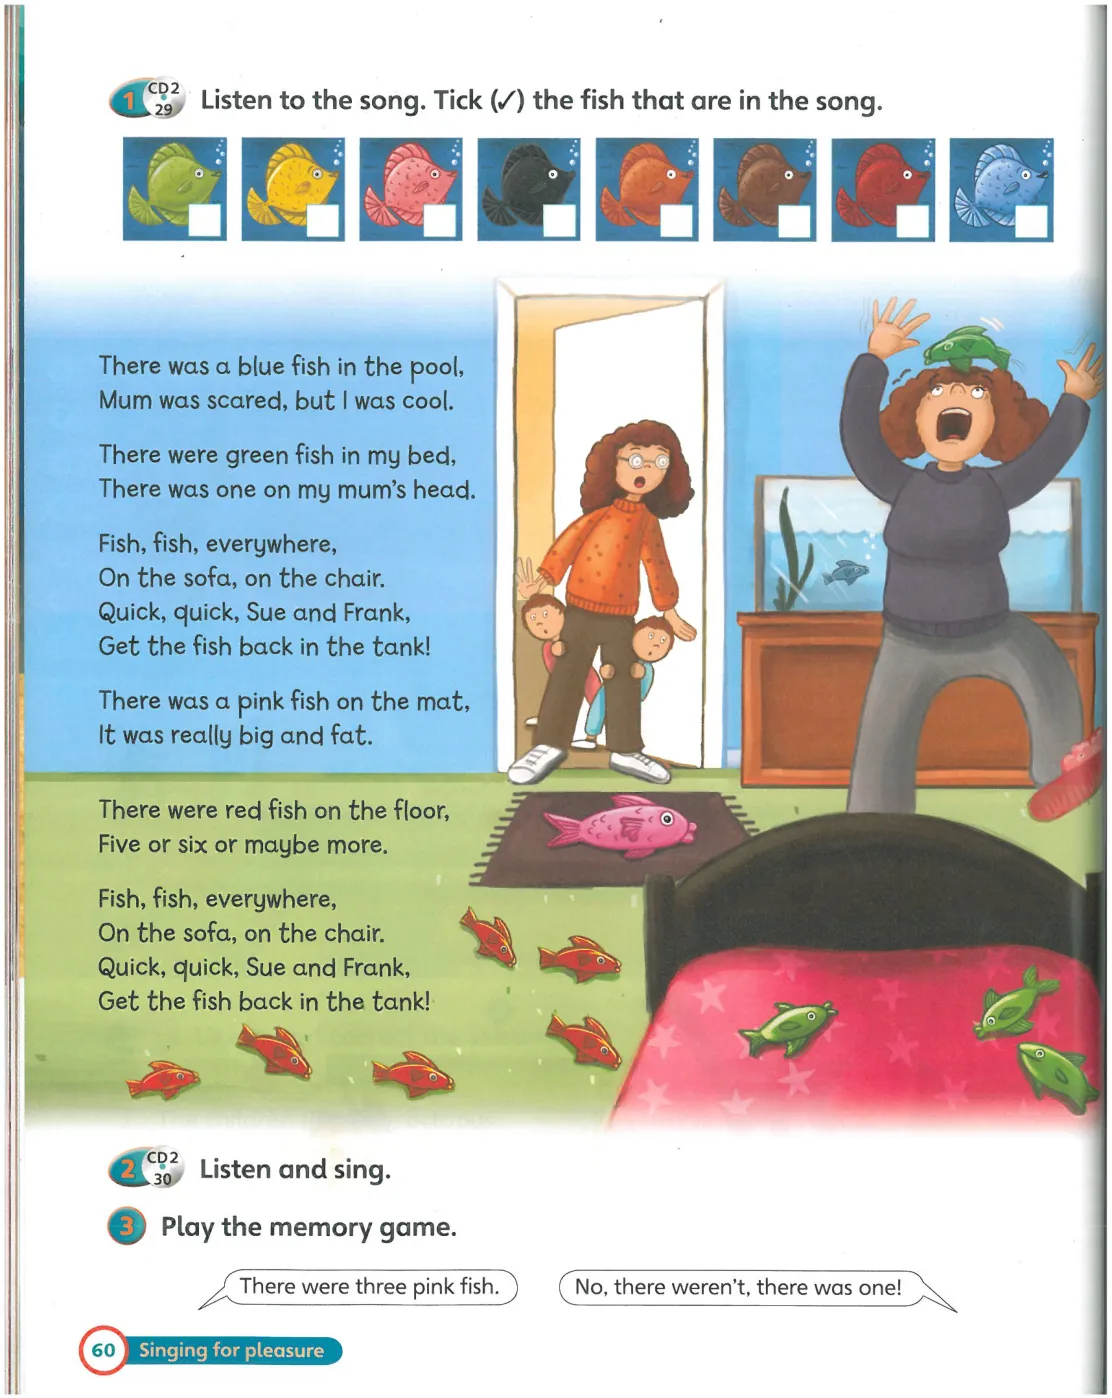 1 CD2 29 Listen to the song. Tick (✓) the fish that are in the song.
There was a blue fish in the pool,
Mum was scared, but I was cool.
There were green fish in my bed,
There was one on my mum's head.
Fish, fish, everywhere,
On the sofa, on the chair.
Quick, quick, Sue and Frank,
Get the fish back in the tank!
There was a pink fish on the mat,
It was really big and fat.
There were red fish on the floor,
Five or six or maybe more.
Fish, fish, everywhere,
On the sofa, on the chair.
Quick, quick, Sue and Frank,
Get the fish back in the tank!
2 CD2 30 Listen and sing.
3 Play the memory game.
There were three pink fish.
No, there weren't, there was one!
60 Singing for pleasure